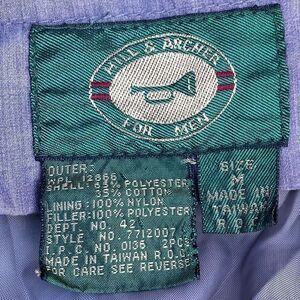 HILL & ARCHER
FOR MEN
OUTER:
WPL 12866
SHELL: 65% POLYESTER
35% COTTON
LINING: 100% NYLON
FILLER: 100% POLYESTER
DEPT. NO. 42
STYLE NO. 7712007
I.P.C. NO. 0136 2PCS
MADE IN TAIWAN R.O.C
FOR CARE SEE REVERSE
SIZE
M
MADE IN
TAIWAN
R